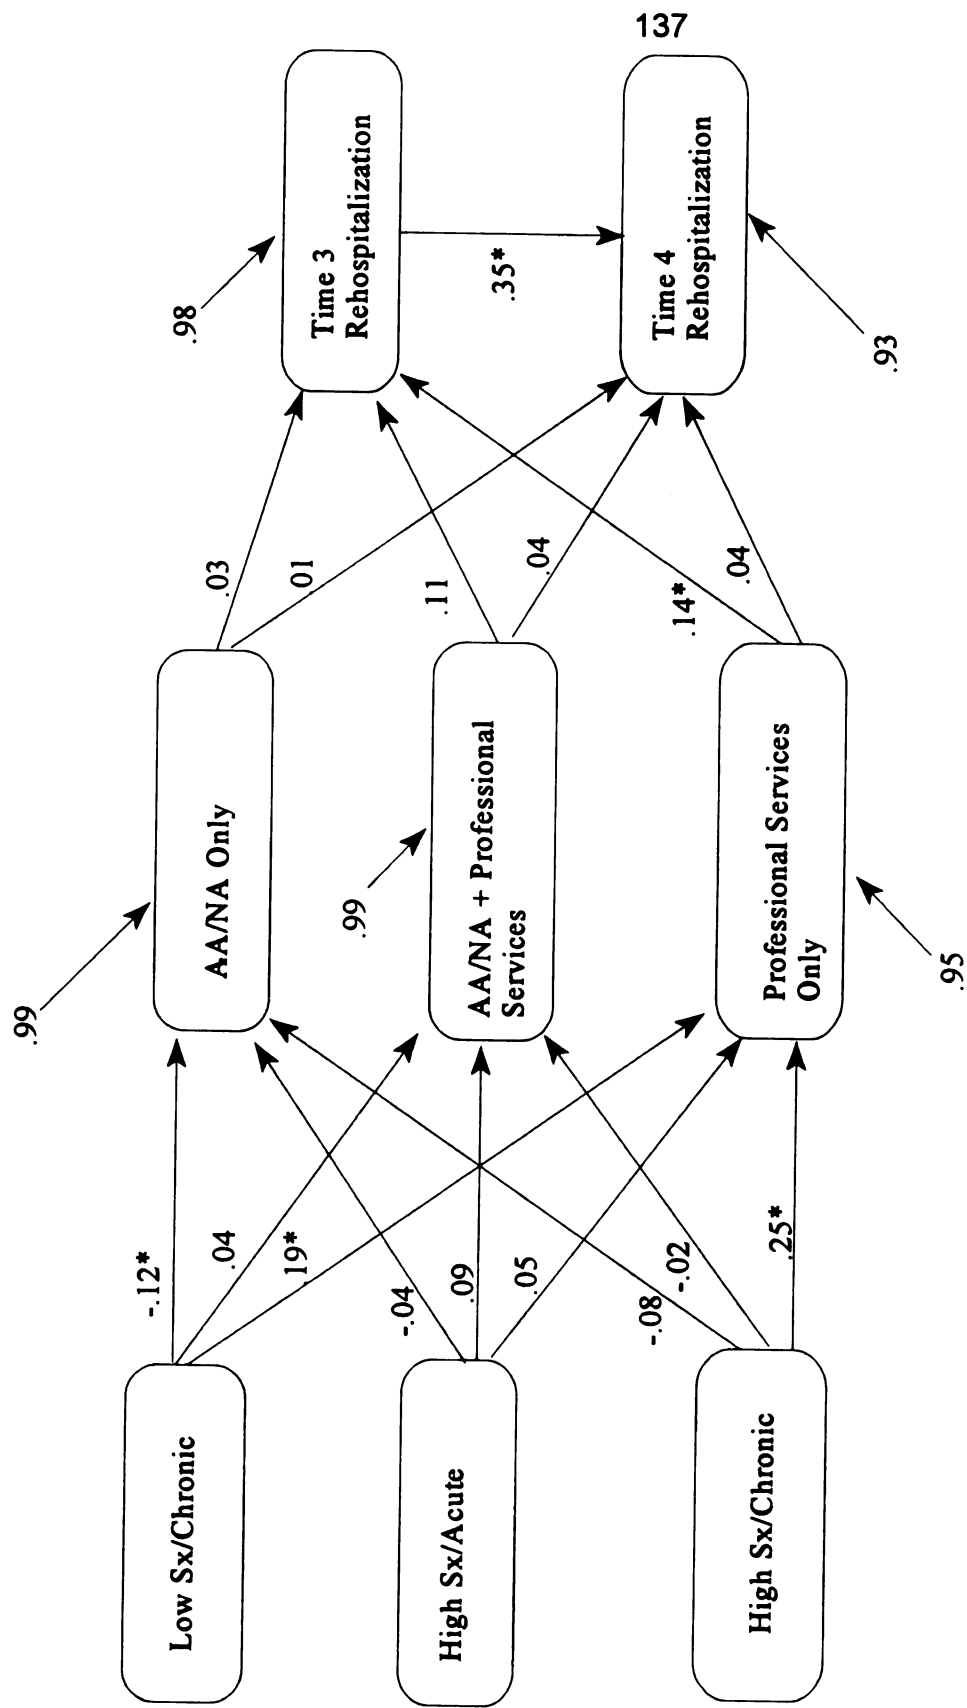 137
Low Sx/Chronic
High Sx/Acute
High Sx/Chronic
-.12*
.04
.19*
-.04
.09
.05
-.08
-.02
.25*
.99
AA/NA Only
.99
AA/NA + Professional
Services
Professional Services
Only
.95
.03
.01
.11
.04
.14*
.04
.98
Time 3
Rehospitalization
.35*
Time 4
Rehospitalization
.93